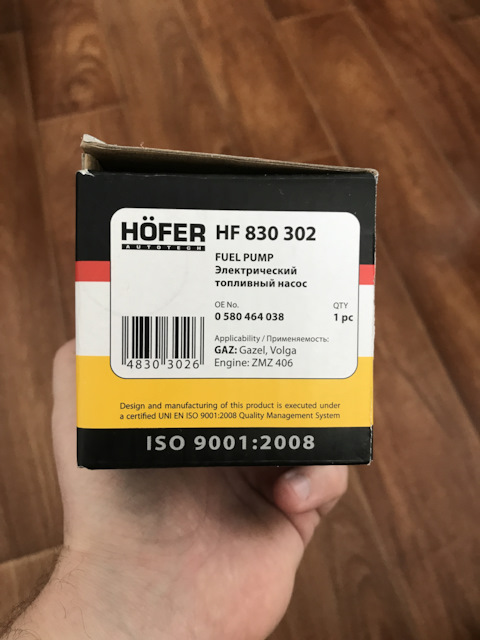 HÖFER
AUTOTECH
HF 830 302
FUEL PUMP
Электрический
топливный насос
OE No.
0 580 464 038
QTY
1 pc
4830 3026
Applicability / Применяемость:
GAZ: Gazel, Volga
Engine: ZMZ 406
Design and manufacturing of this product is executed under
a certified UNI EN ISO 9001:2008 Quality Management System
ISO 9001:2008